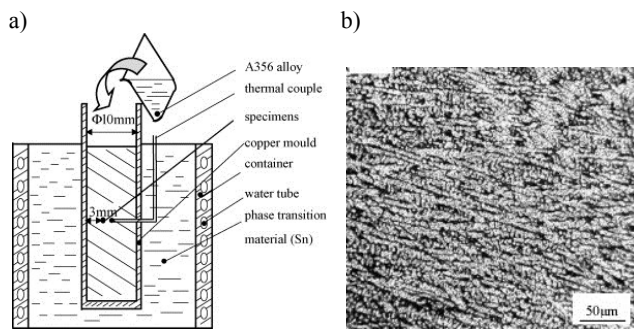 a)
b)
A356 alloy
thermal couple
Φ10mm
specimens
copper mould
container
3mm
water tube
phase transition
material (Sn)
50μm